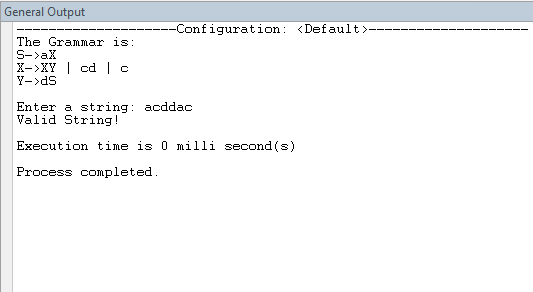 General Output
--------------------Configuration: <Default>--------------------
The Grammar is:
S->aX
X->XY | cd | c
Y->dS
Enter a string: acddac
Valid String!
Execution time is 0 milli second(s)
Process completed.